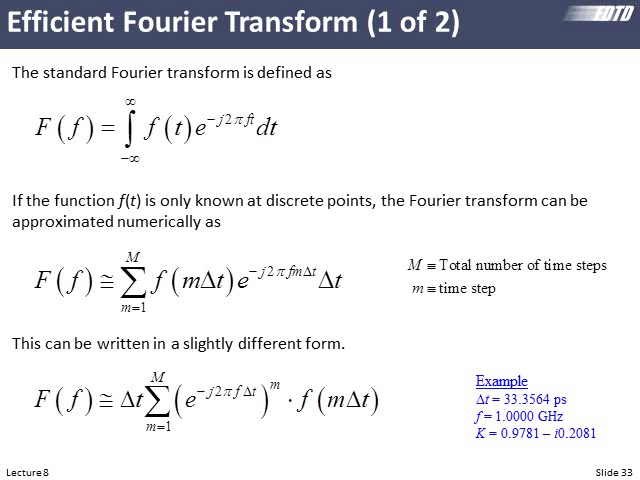 Efficient Fourier Transform (1 of 2)
FDTD
The standard Fourier transform is defined as
F(f) = ∫_{-∞}^{∞} f(t)e^{-j2πft}dt
If the function f(t) is only known at discrete points, the Fourier transform can be
approximated numerically as
F(f) ≅ ∑_{m=1}^{M} f(mΔt)e^{-j2πfmΔt}Δt
M ≡ Total number of time steps
m ≡ time step
This can be written in a slightly different form.
F(f) ≅ Δt∑_{m=1}^{M} (e^{-j2πfΔt})^m · f(mΔt)
Example
Δt = 33.3564 ps
f = 1.0000 GHz
K = 0.9781 – i0.2081
Lecture 8
Slide 33